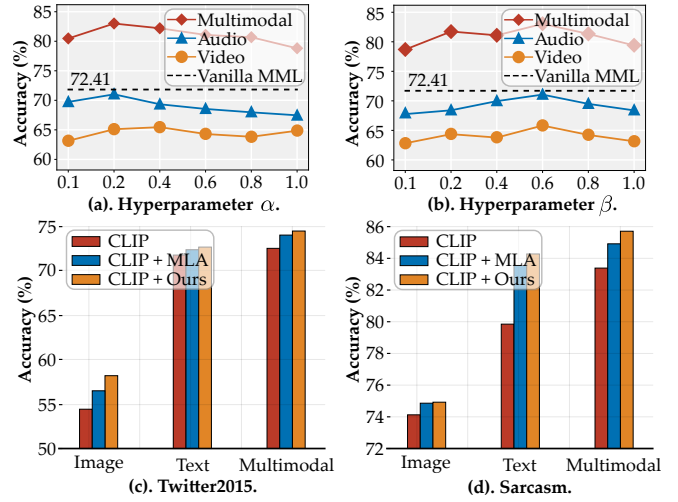 Accuracy (%)
85
80
75
70
65
60
Multimodal
Audio
Video
Vanilla MML
72.41
0.1 0.2 0.4 0.6 0.8 1.0
(a). Hyperparameter α.
Accuracy (%)
85
80
75
70
65
60
Multimodal
Audio
Video
Vanilla MML
72.41
0.1 0.2 0.4 0.6 0.8 1.0
(b). Hyperparameter β.
Accuracy (%)
75
70
65
60
55
50
CLIP
CLIP + MLA
CLIP + Ours
Image Text Multimodal
(c). Twitter2015.
Accuracy (%)
86
84
82
80
78
76
74
72
CLIP
CLIP + MLA
CLIP + Ours
Image Text Multimodal
(d). Sarcasm.